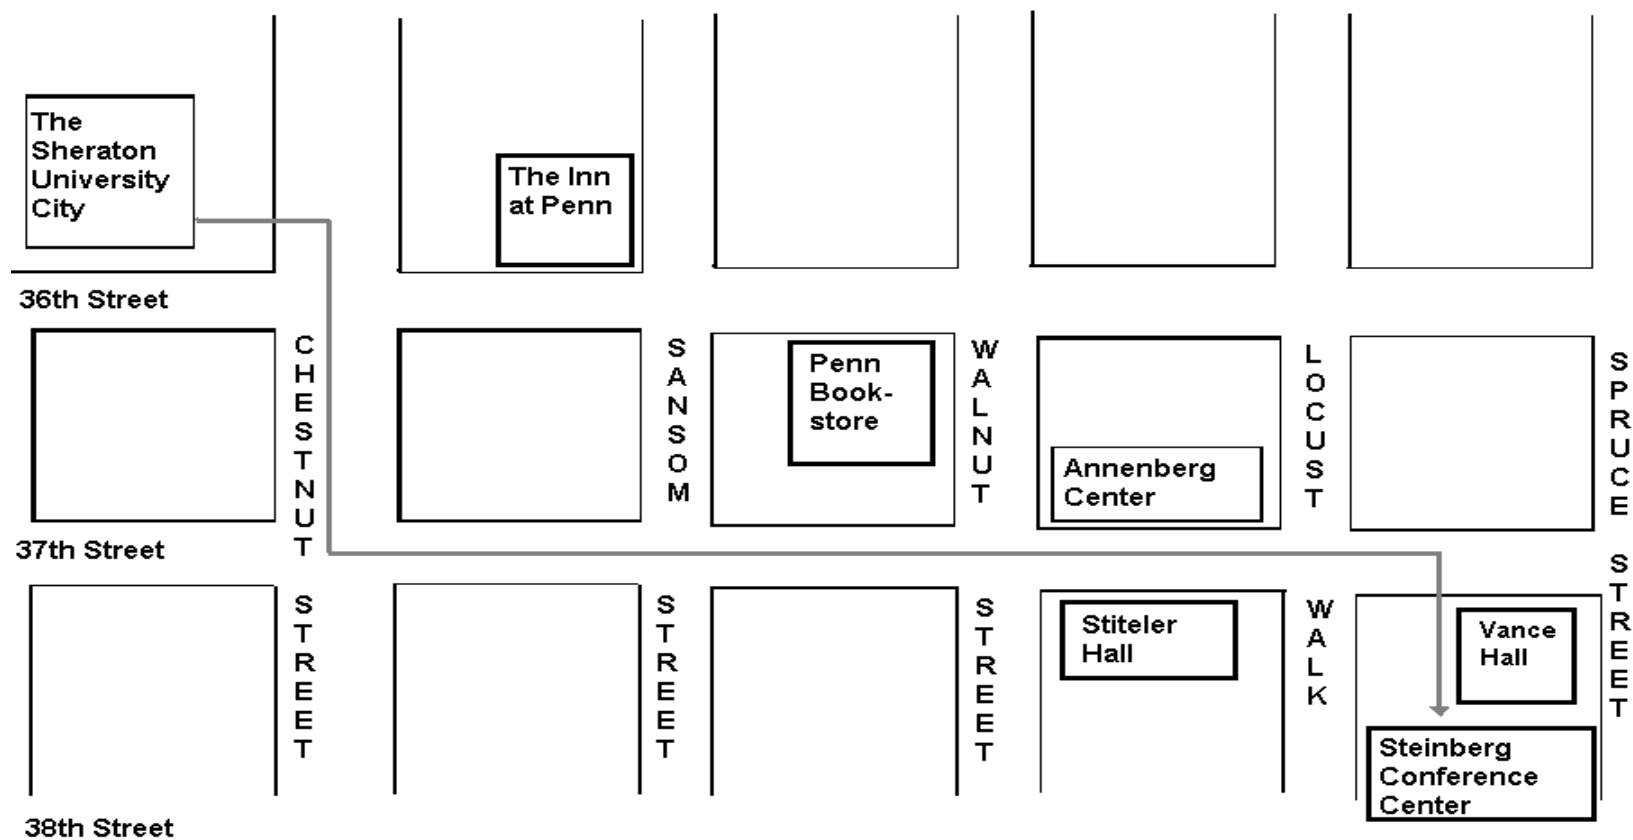 The
Sheraton
University
City
The Inn
at Penn
36th Street
CHESTNUT
STREET
SANSOM
STREET
Penn
Book-
store
WALNUT
STREET
Annenberg
Center
LOCUST
WALK
SPRUCE
STREET
37th Street
Stiteler
Hall
Vance
Hall
Steinberg
Conference
Center
38th Street